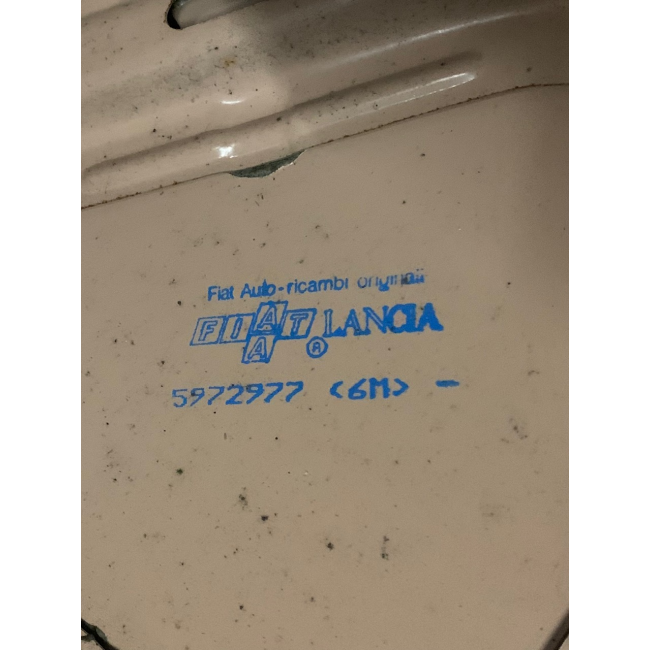 Fiat Auto-ricambi originali
FIAT LANCIA
A ®
5972977 <6M> -